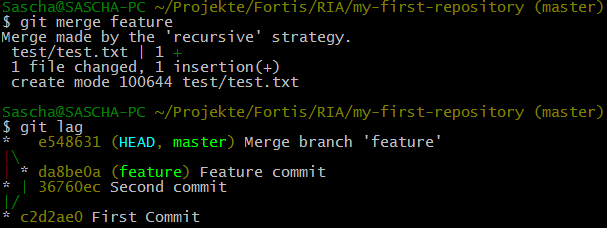 Sascha@SASCHA-PC ~/Projekte/Fortis/RIA/my-first-repository (master)
$ git merge feature
Merge made by the 'recursive' strategy.
 test/test.txt | 1 +
 1 file changed, 1 insertion(+)
 create mode 100644 test/test.txt

Sascha@SASCHA-PC ~/Projekte/Fortis/RIA/my-first-repository (master)
$ git lag
*   e548631 (HEAD, master) Merge branch 'feature'
|\
| * da8be0a (feature) Feature commit
* | 36760ec Second commit
|/
* c2d2ae0 First Commit